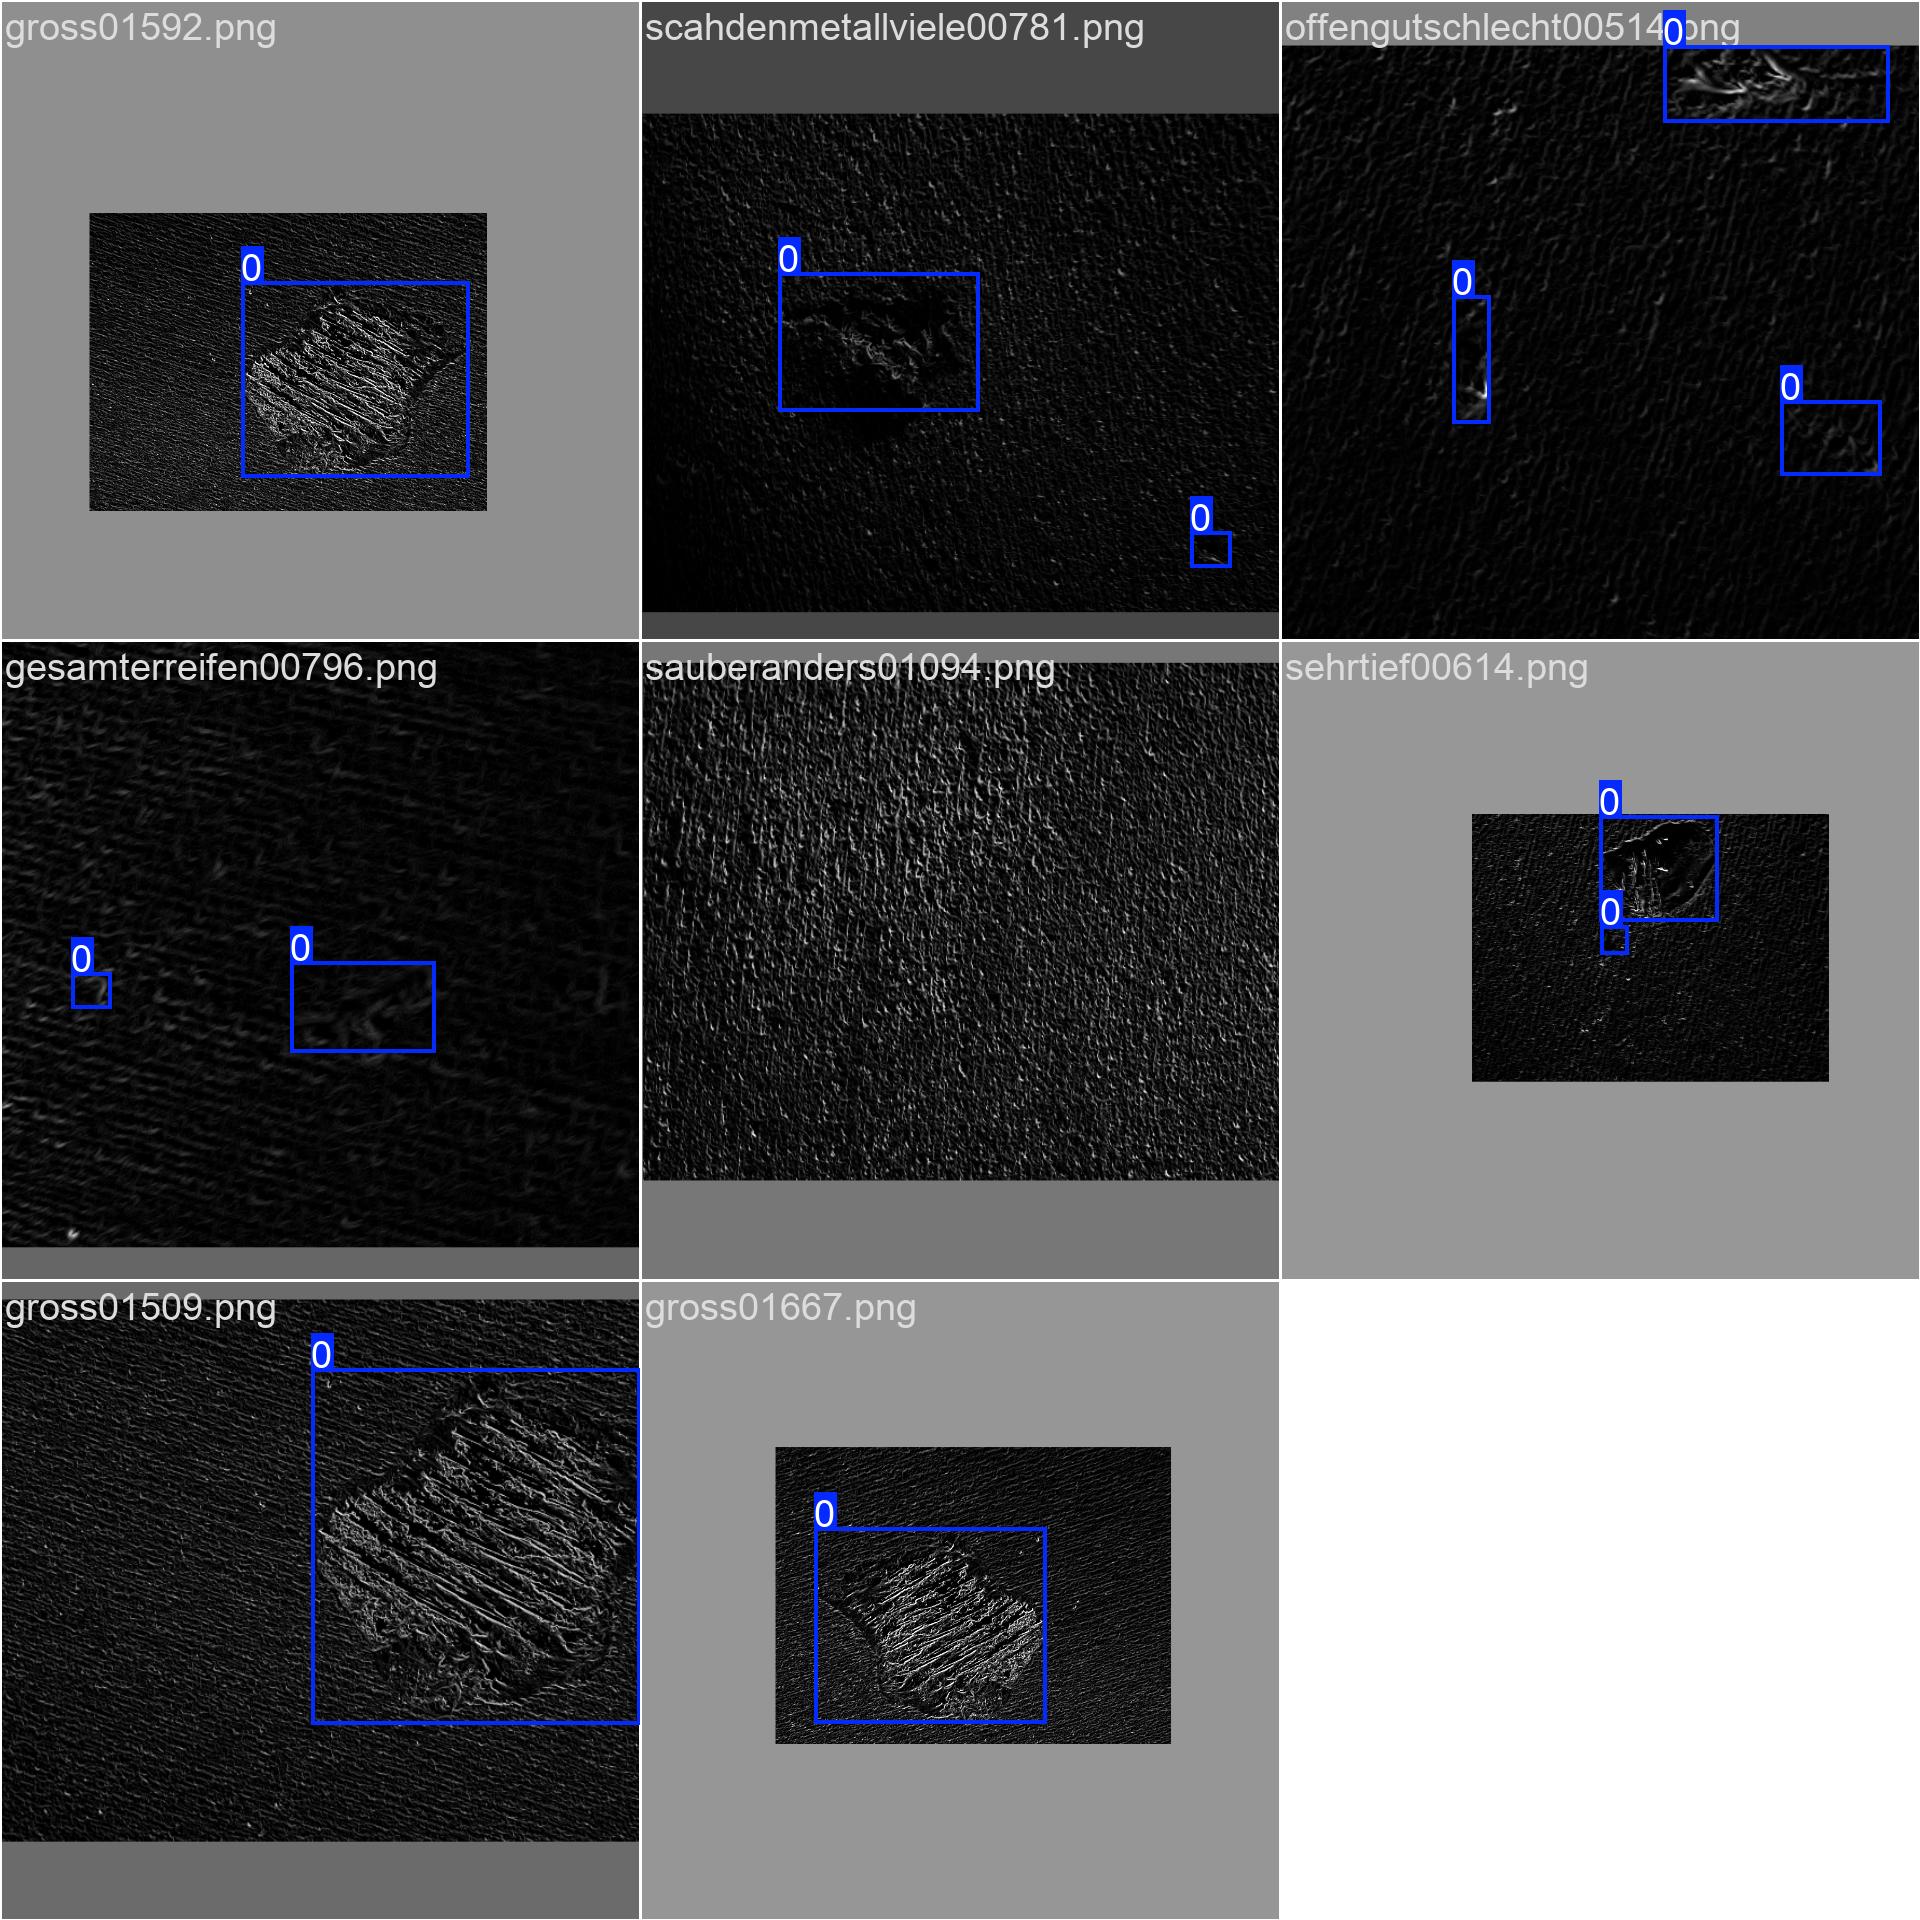 gross01592.png
0
scahdenmetallviele00781.png
0
0
offengutschlecht00514.png
0
0
0
gesamterreifen00796.png
0
0
sauberanders01094.png
sehrtief00614.png
0
0
gross01509.png
0
gross01667.png
0